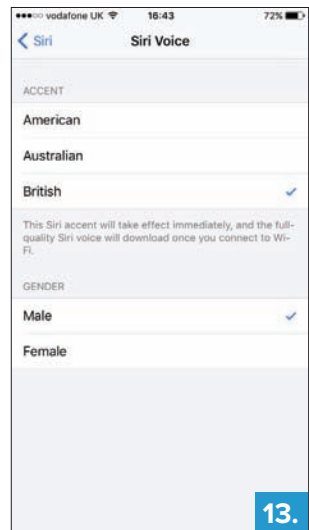 vodafone UK 16:43 72%
Siri Siri Voice
ACCENT
American
Australian
British
This Siri accent will take effect immediately, and the full-
quality Siri voice will download once you connect to Wi-
Fi.
GENDER
Male
Female
13.